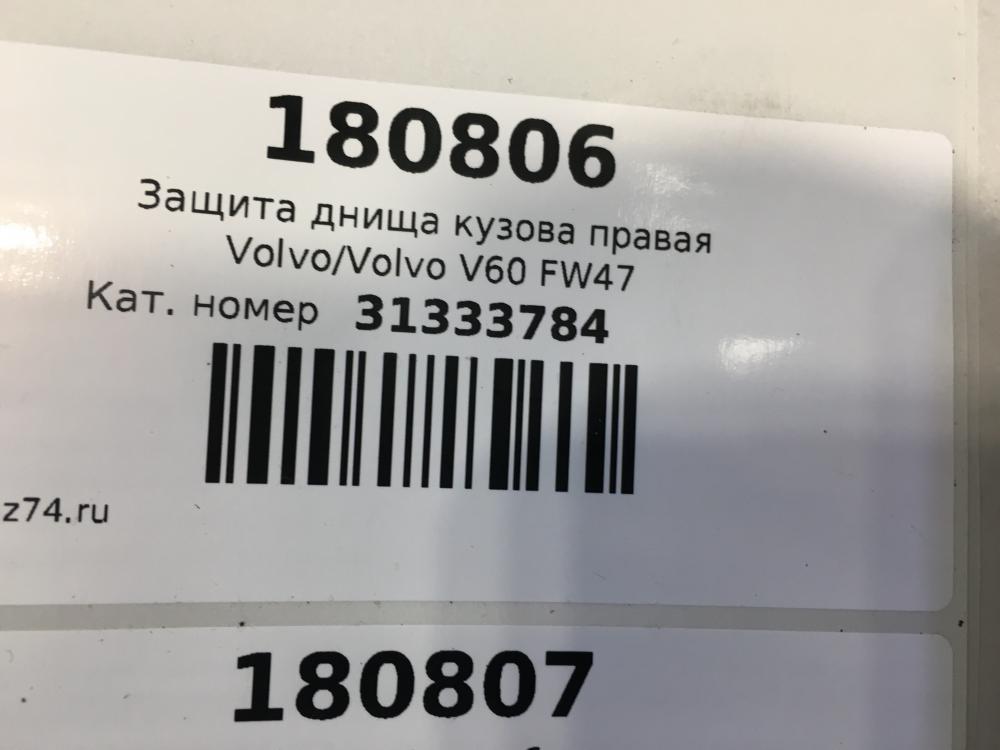 180806
Защита днища кузова правая
Volvo/Volvo V60 FW47
Кат. номер 31333784
z74.ru
180807